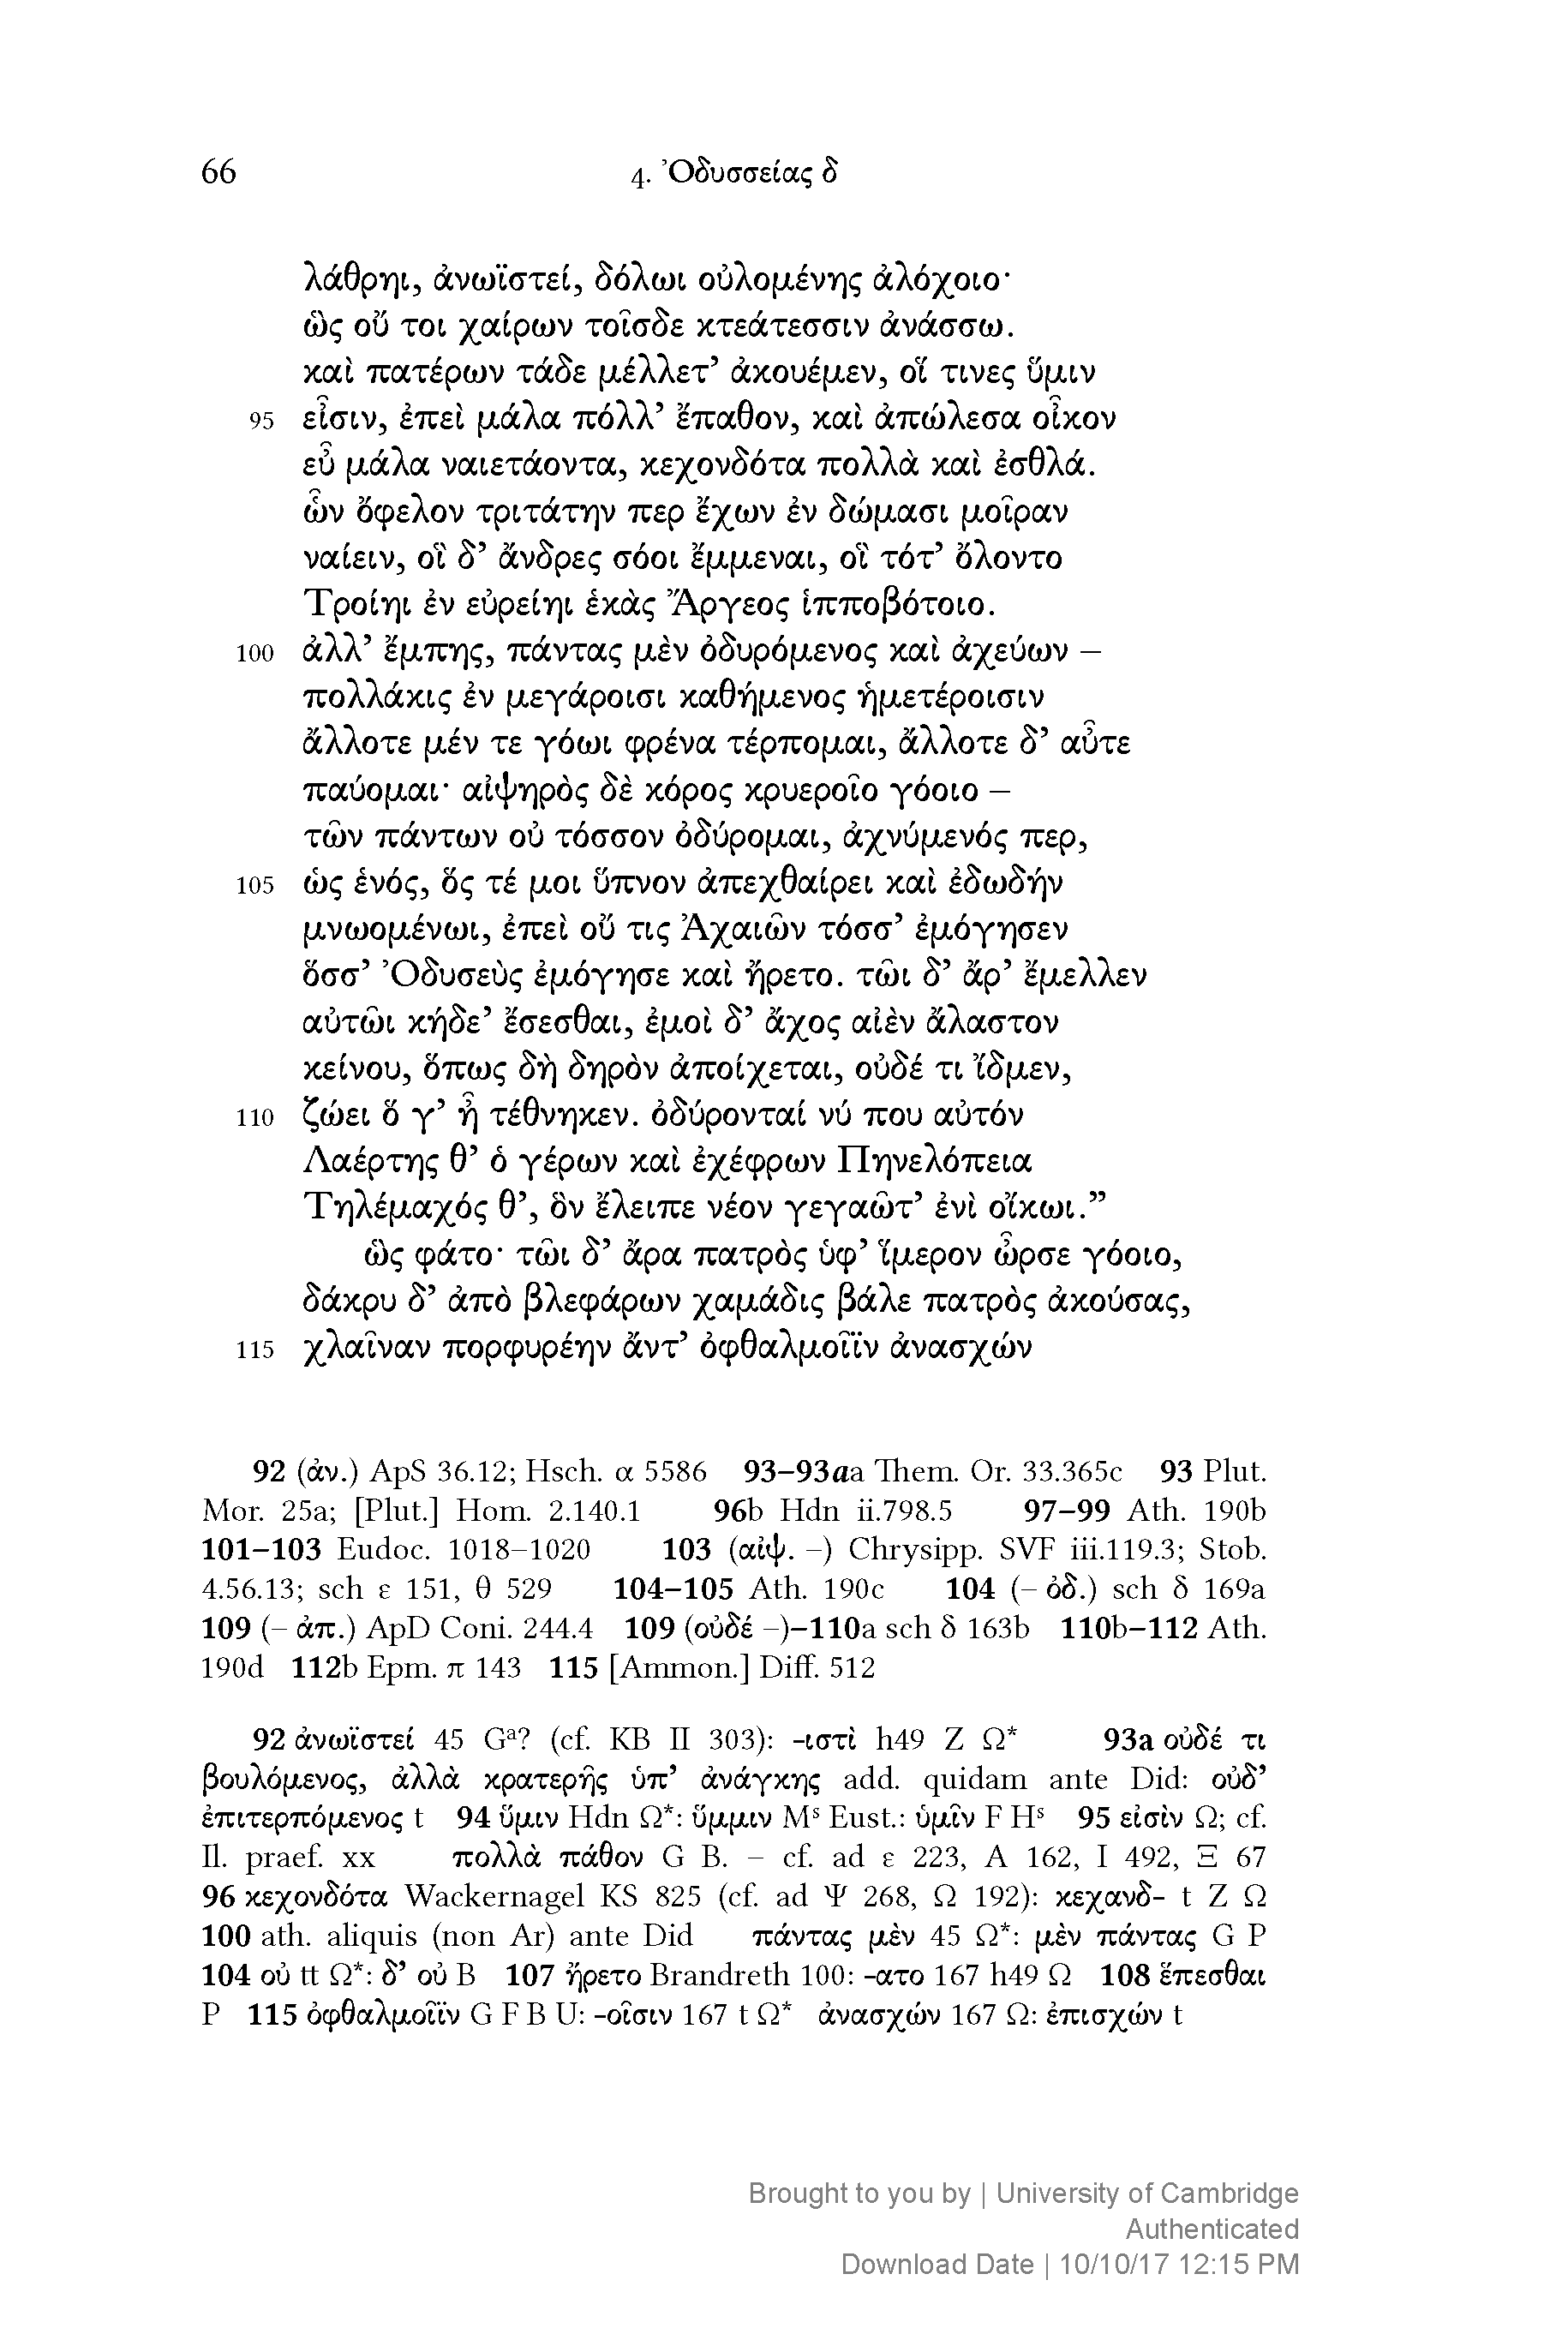 66
4. Ὀδυσσείας δ
λάθρηι, ἀνωϊστεί, δόλωι οὐλομένης ἀλόχοιο·
ὣς οὔ τοι χαίρων τοῖσδε κτεάτεσσιν ἀνάσσω.
καὶ πατέρων τάδε μέλλετ’ ἀκουέμεν, οἵ τινες ὕμιν
95 εἶσιν, ἐπεὶ μάλα πόλλ’ ἔπαθον, καὶ ἀπώλεσα οἶκον
εὖ μάλα ναιετάοντα, κεχονδότα πολλὰ καὶ ἐσθλά.
ὧν ὄφελον τριτάτην περ ἔχων ἐν δώμασι μοῖραν
ναίειν, οἳ δ’ ἄνδρες σόοι ἔμμεναι, οἳ τότ’ ὄλοντο
Τροίηι ἐν εὐρείηι ἑκὰς Ἄργεος ἱπποβότοιο.
100 ἀλλ’ ἔμπης, πάντας μὲν ὀδυρόμενος καὶ ἀχεύων –
πολλάκις ἐν μεγάροισι καθήμενος ἡμετέροισιν
ἄλλοτε μέν τε γόωι φρένα τέρπομαι, ἄλλοτε δ’ αὖτε
παύομαι· αἰψηρὸς δὲ κόρος κρυεροῖο γόοιο –
τῶν πάντων οὐ τόσσον ὀδύρομαι, ἀχνύμενός περ,
105 ὡς ἑνός, ὅς τέ μοι ὕπνον ἀπεχθαίρει καὶ ἐδωδήν
μνωομένωι, ἐπεὶ οὔ τις Ἀχαιῶν τόσσ’ ἐμόγησεν
ὅσσ’ Ὀδυσεὺς ἐμόγησε καὶ ἤρετο. τῶι δ’ ἄρ’ ἔμελλεν
αὐτῶι κήδε’ ἔσεσθαι, ἐμοὶ δ’ ἄχος αἰὲν ἄλαστον
κείνου, ὅπως δὴ δηρὸν ἀποίχεται, οὐδέ τι ἴδμεν,
110 ζώει ὅ γ’ ἦ τέθνηκεν. ὀδύρονταί νύ που αὐτόν
Λαέρτης θ’ ὁ γέρων καὶ ἐχέφρων Πηνελόπεια
Τηλέμαχός θ’, ὃν ἔλειπε νέον γεγαῶτ’ ἐνὶ οἴκωι.”
ὣς φάτο· τῶι δ’ ἄρα πατρὸς ὑφ’ ἵμερον ὦρσε γόοιο,
δάκρυ δ’ ἀπὸ βλεφάρων χαμάδις βάλε πατρὸς ἀκούσας,
115 χλαῖναν πορφυρέην ἄντ’ ὀφθαλμοῖϊν ἀνασχών
92 (ἀν.) ApS 36.12; Hsch. α 5586 93–93aa Them. Or. 33.365c 93 Plut.
Mor. 25a; [Plut.] Hom. 2.140.1 96b Hdn ii.798.5 97–99 Ath. 190b
101–103 Eudoc. 1018–1020 103 (αἰψ. –) Chrysipp. SVF iii.119.3; Stob.
4.56.13; sch ε 151, θ 529 104–105 Ath. 190c 104 (– ὀδ.) sch δ 169a
109 (– ἀπ.) ApD Coni. 244.4 109 (οὐδέ –)–110a sch δ 163b 110b–112 Ath.
190d 112b Epm. π 143 115 [Ammon.] Diff. 512
92 ἀνωϊστεί 45 Gᵃ? (cf. KB II 303): -ιστὶ h49 Z Ω* 93a οὐδέ τι
βουλόμενος, ἀλλὰ κρατερῆς ὑπ’ ἀνάγκης add. quidam ante Did: οὐδ’
ἐπιτερπόμενος t 94 ὕμιν Hdn Ω*: ὕμμιν Mˢ Eust.: ὑμῖν F Hˢ 95 εἰσὶν Ω; cf.
Il. praef. xx πολλὰ πάθον G B. – cf. ad ε 223, Α 162, Ι 492, Ξ 67
96 κεχονδότα Wackernagel KS 825 (cf. ad Ψ 268, Ω 192): κεχανδ- t Z Ω
100 ath. aliquis (non Ar) ante Did πάντας μὲν 45 Ω*: μὲν πάντας G P
104 οὐ tt Ω*: δ’ οὐ B 107 ἤρετο Brandreth 100: -ατο 167 h49 Ω 108 ἕπεσθαι
P 115 ὀφθαλμοῖϊν G F B U: -οῖσιν 167 t Ω* ἀνασχών 167 Ω: ἐπισχών t
Brought to you by | University of Cambridge
Authenticated
Download Date | 10/10/17 12:15 PM